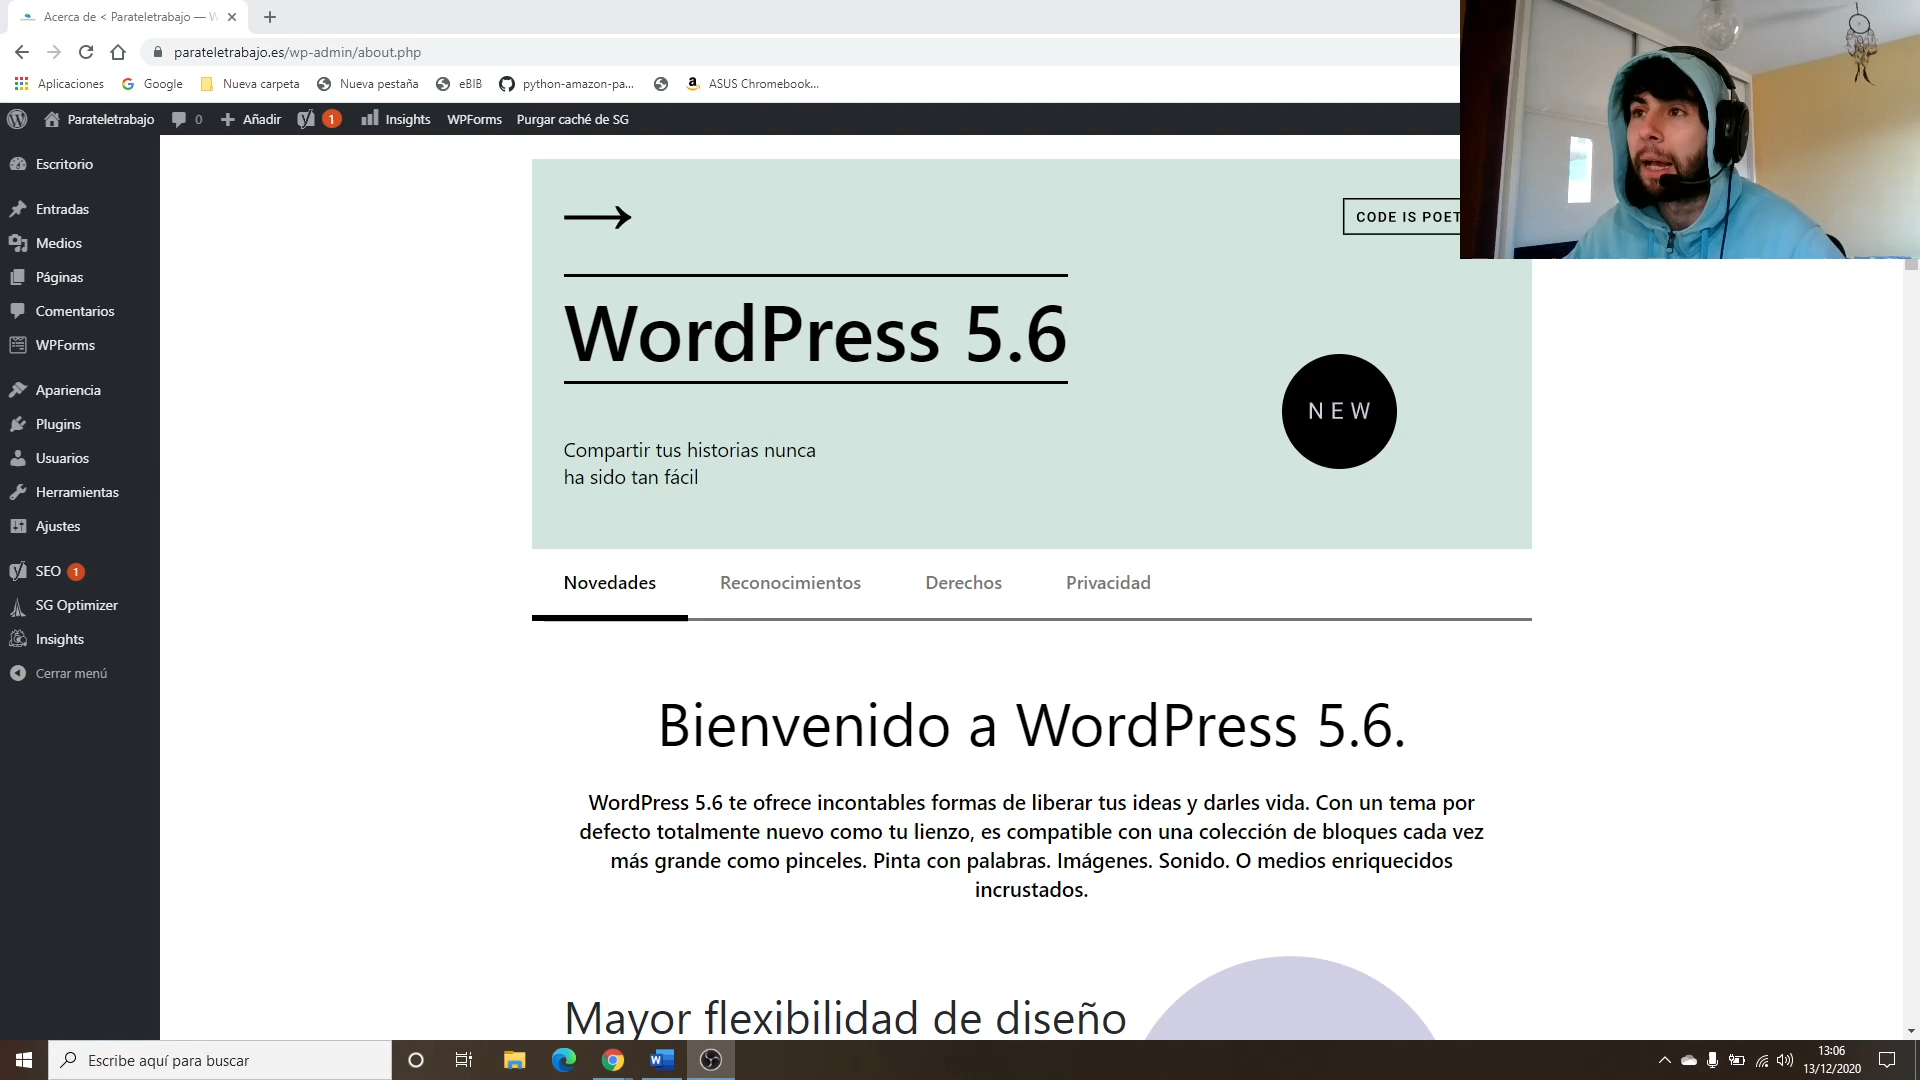 Acerca de < Parateletrabajo — W
parateletrabajo.es/wp-admin/about.php
Aplicaciones
Google
Nueva carpeta
Nueva pestaña
eBIB
python-amazon-pa...
ASUS Chromebook...
Parateletrabajo
0
Añadir
1
Insights
WPForms
Purgar caché de SG
Escritorio
Entradas
Medios
Páginas
Comentarios
WPForms
Apariencia
Plugins
Usuarios
Herramientas
Ajustes
SEO 1
SG Optimizer
Insights
Cerrar menú
CODE IS POET
WordPress 5.6
NEW
Compartir tus historias nunca
ha sido tan fácil
Novedades
Reconocimientos
Derechos
Privacidad
Bienvenido a WordPress 5.6.
WordPress 5.6 te ofrece incontables formas de liberar tus ideas y darles vida. Con un tema por
defecto totalmente nuevo como tu lienzo, es compatible con una colección de bloques cada vez
más grande como pinceles. Pinta con palabras. Imágenes. Sonido. O medios enriquecidos
incrustados.
Mayor flexibilidad de diseño
Escribe aquí para buscar
13:06
13/12/2020